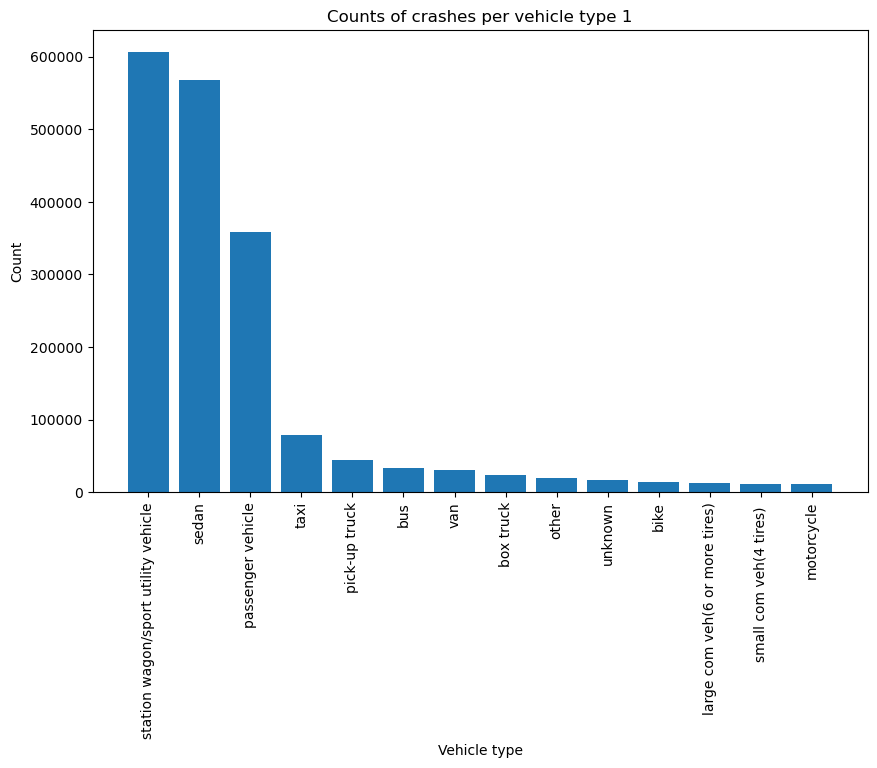 Counts of crashes per vehicle type 1
Count
600000
500000
400000
300000
200000
100000
0
station wagon/sport utility vehicle
sedan
passenger vehicle
taxi
pick-up truck
bus
van
box truck
other
unknown
bike
large com veh(6 or more tires)
small com veh(4 tires)
motorcycle
Vehicle type